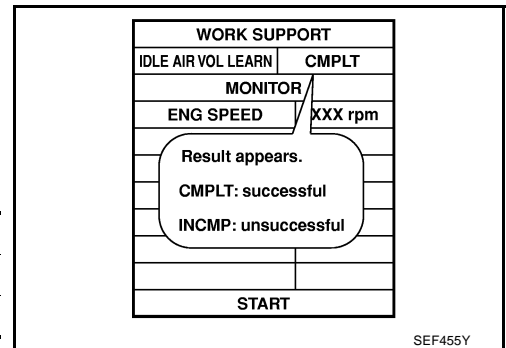 WORK SUPPORT
IDLE AIR VOL LEARN CMPLT
MONITOR
ENG SPEED XXX rpm
Result appears.
CMPLT: successful
INCMP: unsuccessful
START
SEF455Y